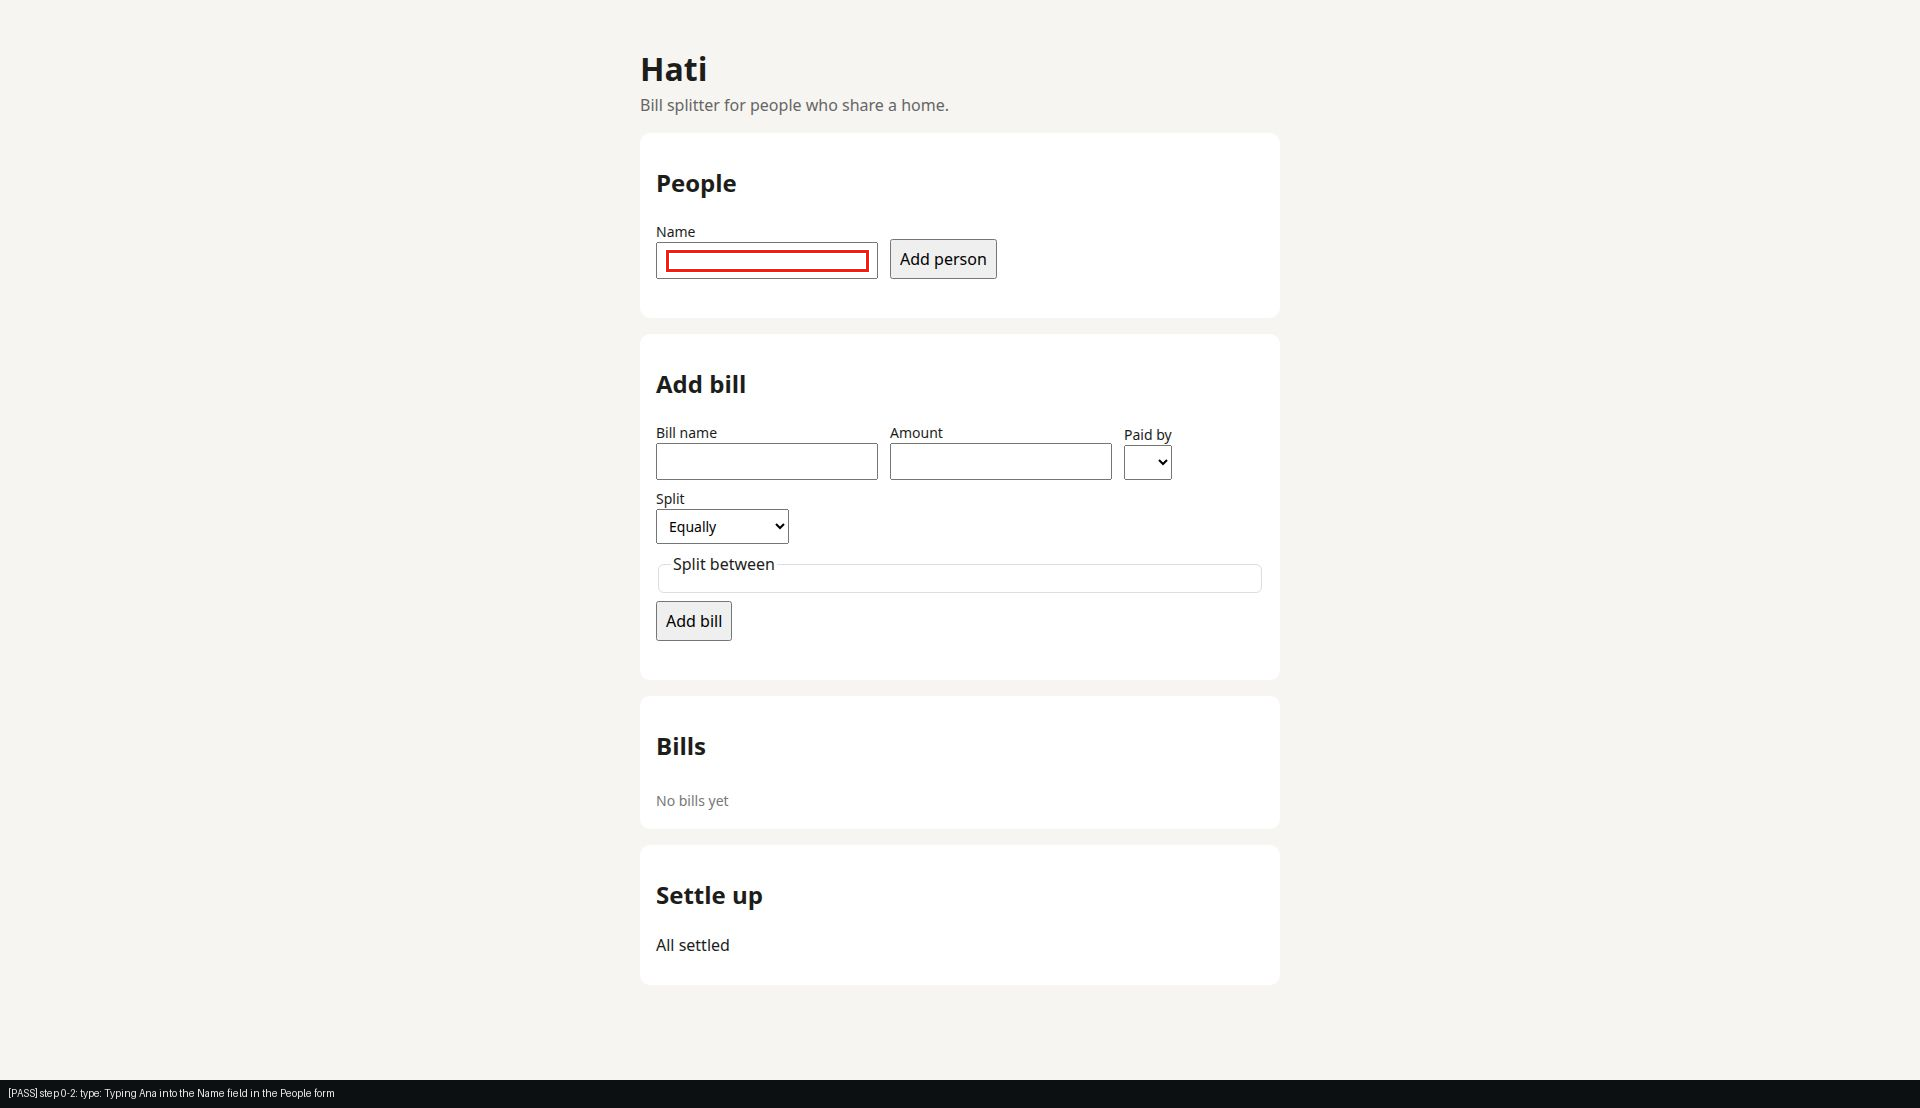 Hati
Bill splitter for people who share a home.
People
Name
Add person
Add bill
Bill name
Amount
Paid by
Split
Equally
Split between
Add bill
Bills
No bills yet
Settle up
All settled
[PASS] step 0-2: type: Typing Ana into the Name field in the People form